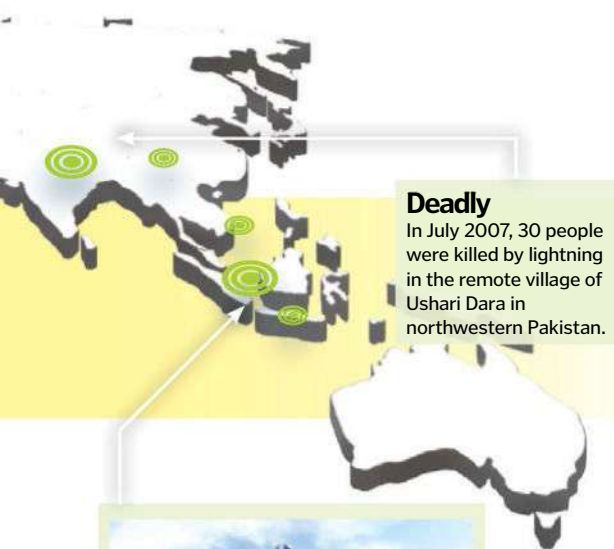 Deadly
In July 2007, 30 people
were killed by lightning
in the remote village of
Ushari Dara in
northwestern Pakistan.